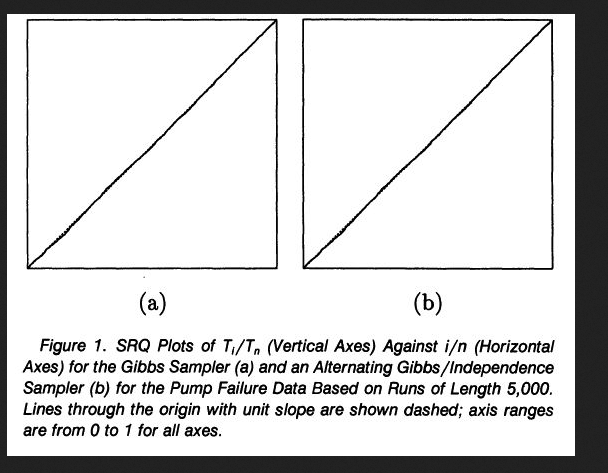 (a) (b)
Figure 1. SRQ Plots of Tᵢ/Tₙ (Vertical Axes) Against i/n (Horizontal
Axes) for the Gibbs Sampler (a) and an Alternating Gibbs/Independence
Sampler (b) for the Pump Failure Data Based on Runs of Length 5,000.
Lines through the origin with unit slope are shown dashed; axis ranges
are from 0 to 1 for all axes.